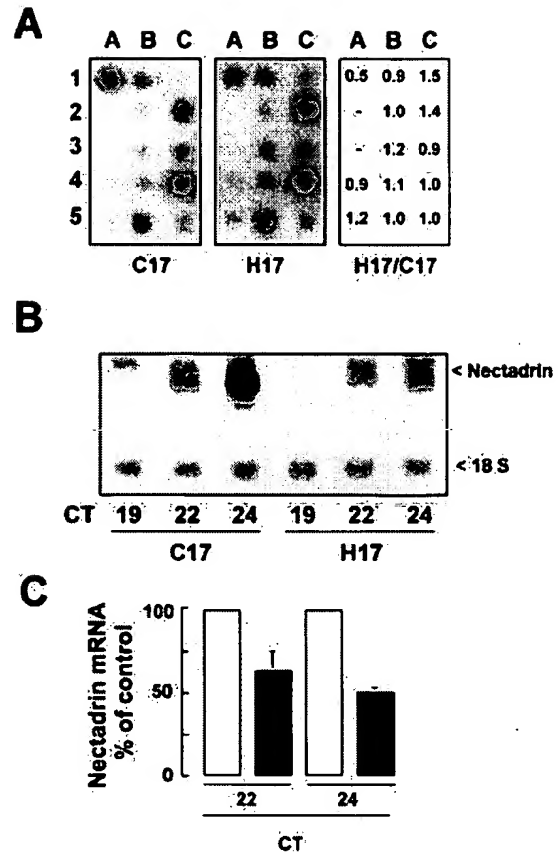 A
A B C A B C A B C
1 0.5 0.9 1.5
2 - 1.0 1.4
3 - 1.2 0.9
4 0.9 1.1 1.0
5 1.2 1.0 1.0
C17 H17 H17/C17
B
< Nectadrin
< 18 S
CT 19 22 24 19 22 24
C17 H17
C
Nectadrin mRNA
% of control
100
50
0
22 24
CT